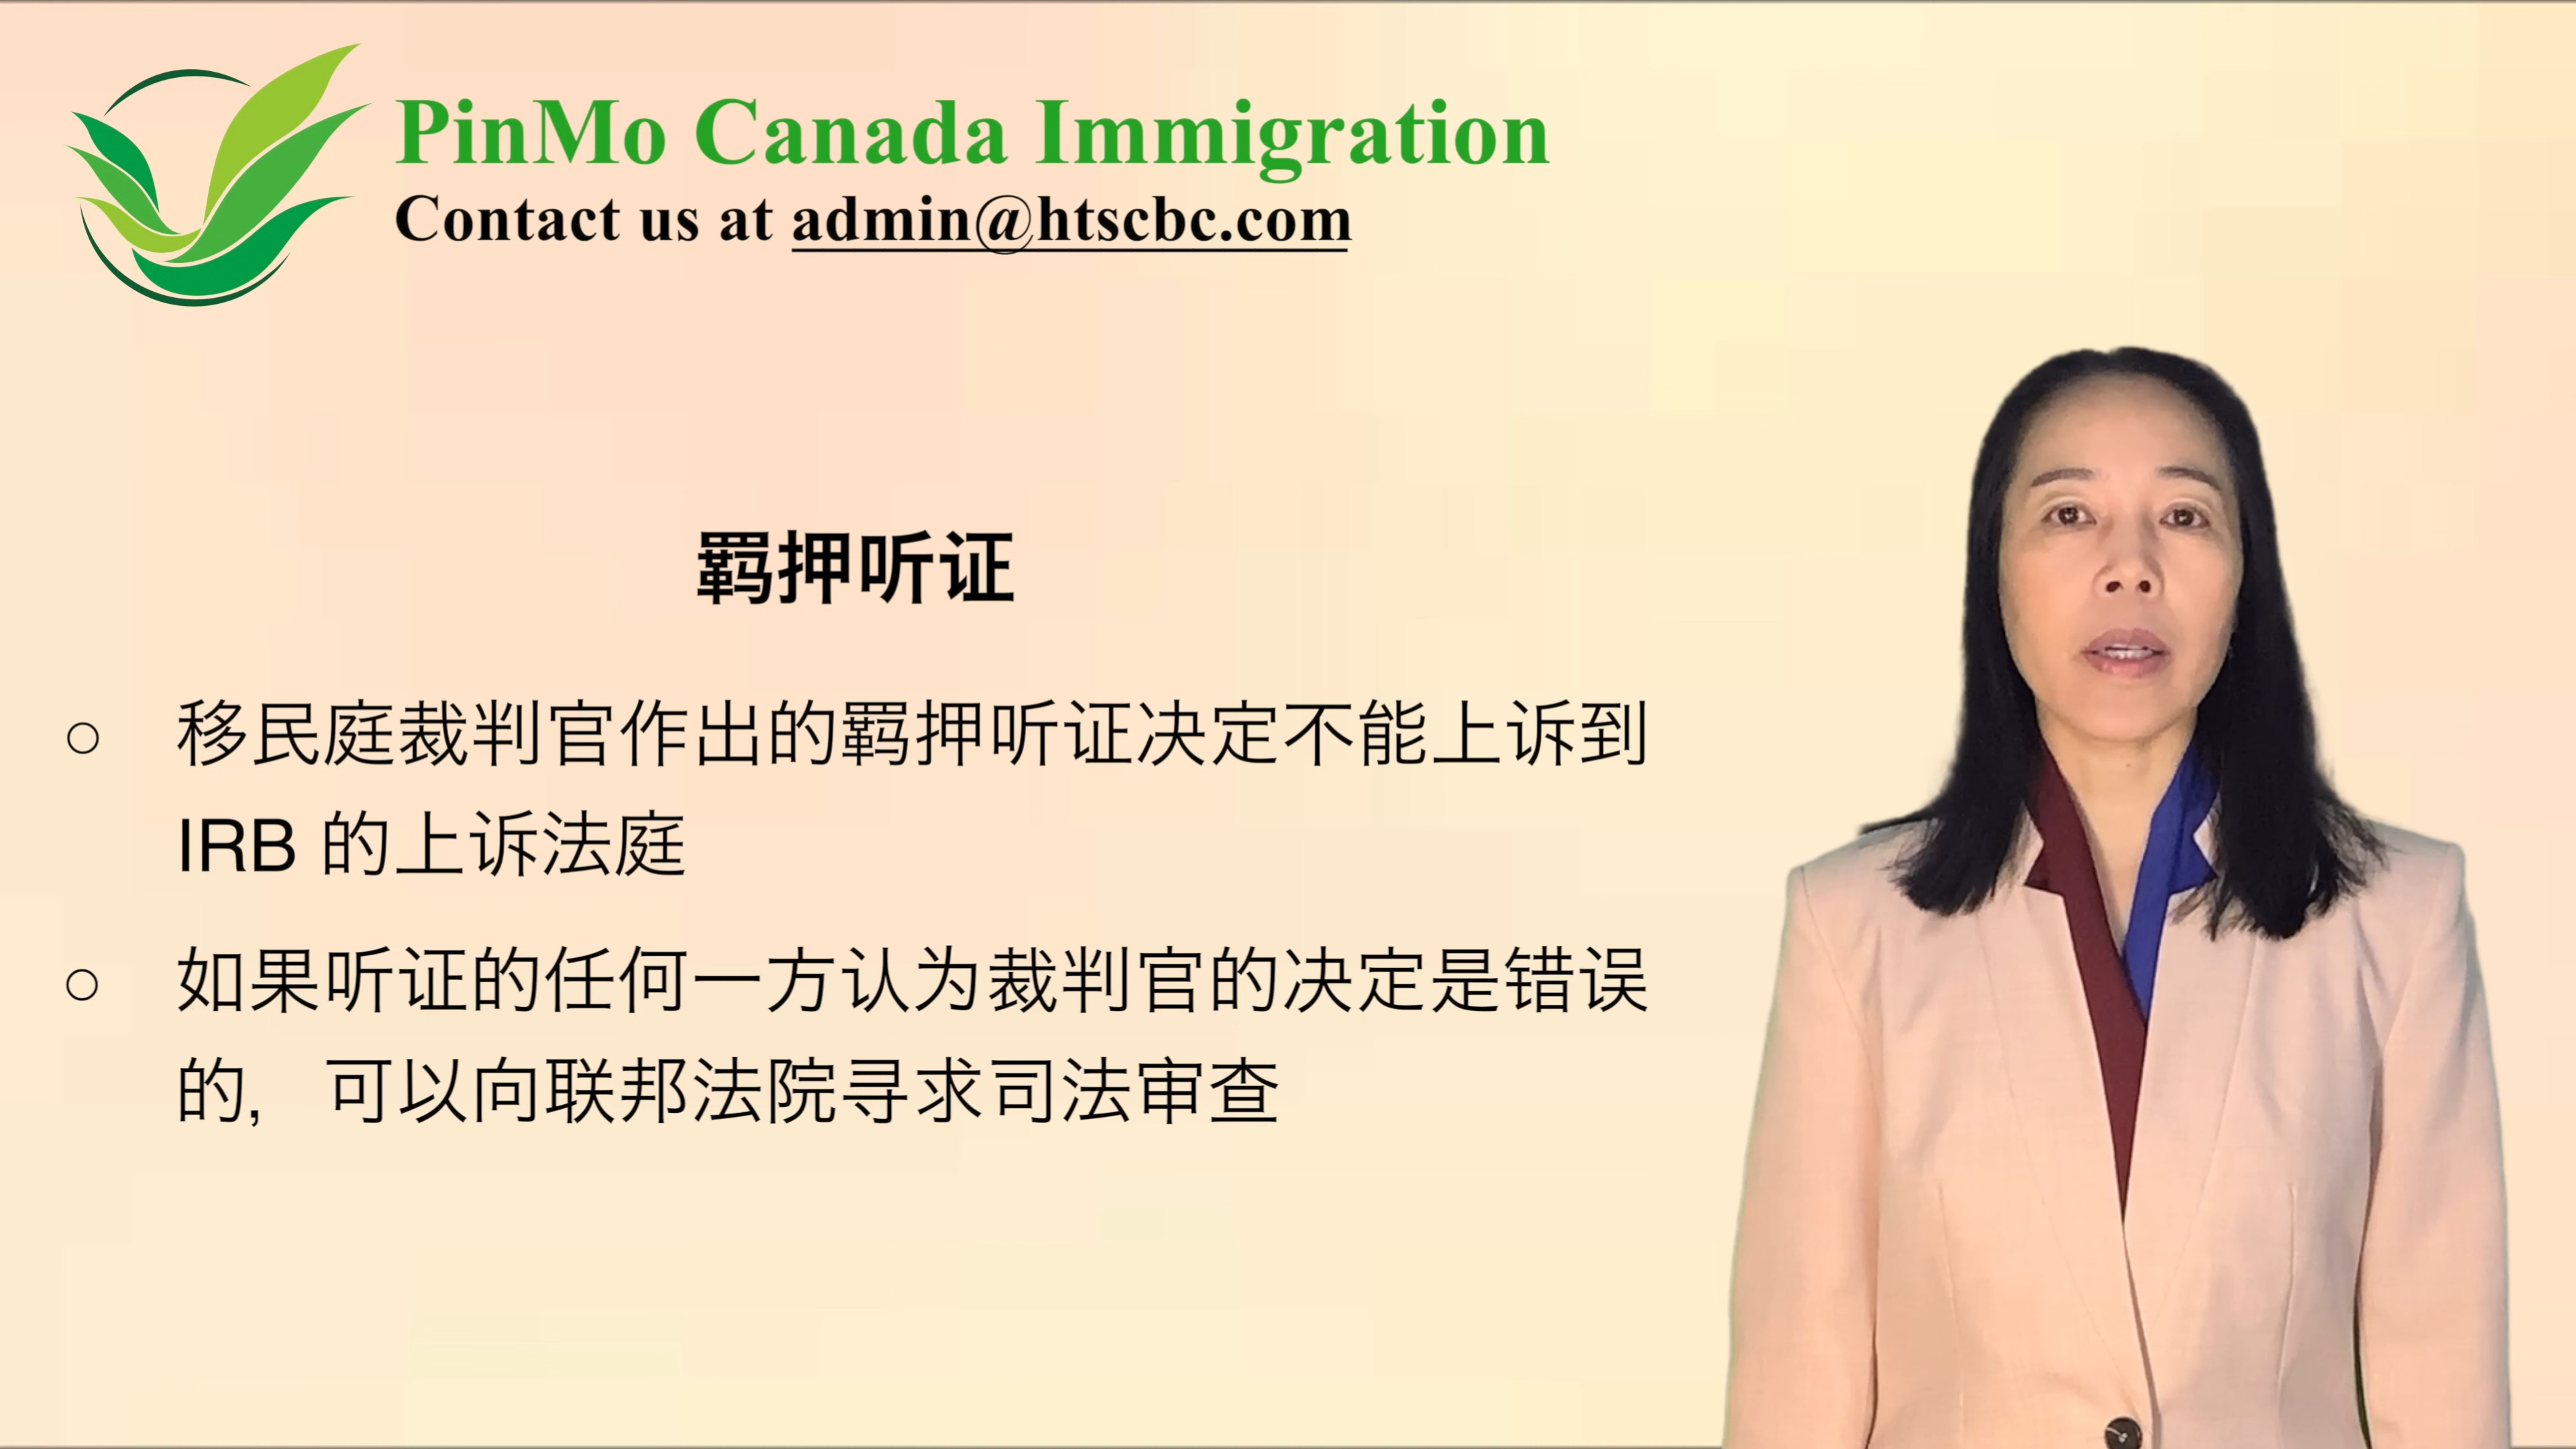 PinMo Canada Immigration
Contact us at admin@htscbc.com
羁押听证
○ 移民庭裁判官作出的羁押听证决定不能上诉到
IRB 的上诉法庭
○ 如果听证的任何一方认为裁判官的决定是错误
的, 可以向联邦法院寻求司法审查